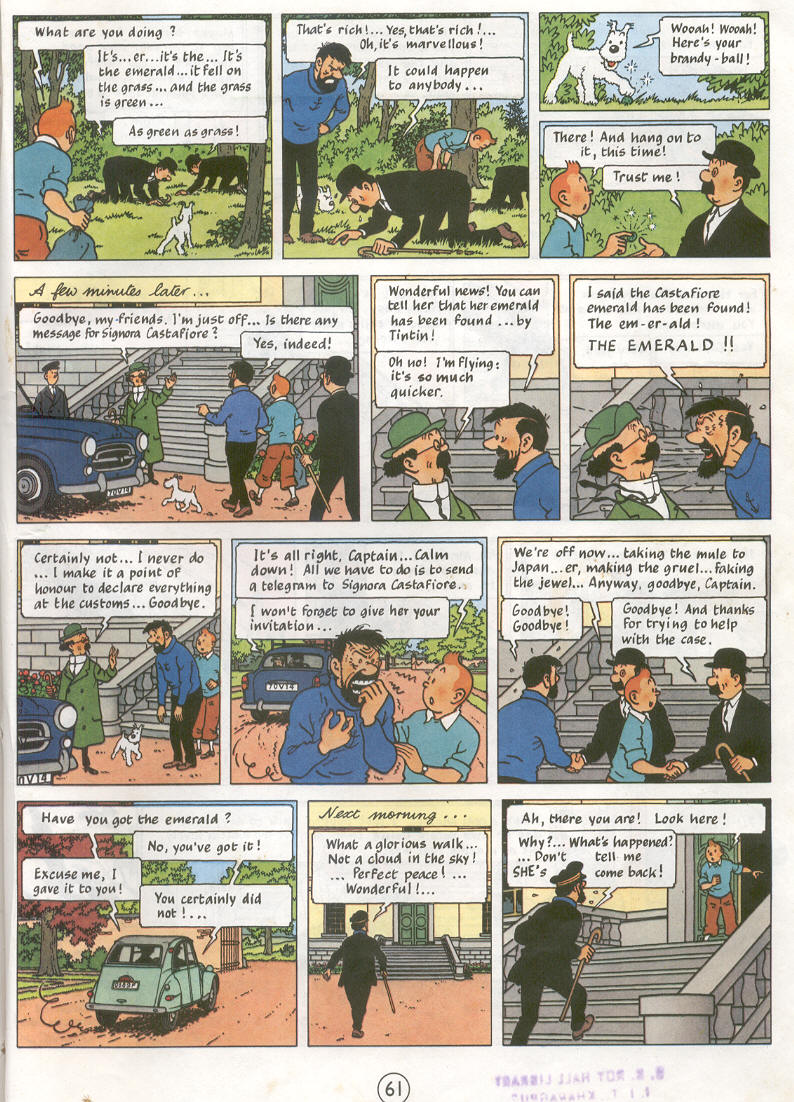 What are you doing ?
It's...er...it's the... It's
the emerald...it fell on
the grass... and the grass
is green...
As green as grass!
That's rich!... Yes, that's rich!...
Oh, it's marvellous!
It could happen
to anybody...
Wooah! Wooah!
Here's your
brandy-ball!
There! And hang on to
it, this time!
Trust me!
A few minutes later...
Goodbye, my friends. I'm just off... Is there any
message for Signora Castafiore ?
Yes, indeed!
7ΟV14
Wonderful news! You can
tell her that her emerald
has been found ... by
Tintin!
Oh no! I'm flying:
it's so much
quicker.
I said the Castafiore
emerald has been found!
The em-er-ald !
THE EMERALD !!
Certainly not... I never do
... I make it a point of
honour to declare everything
at the customs... Goodbye.
V14
It's all right, Captain... Calm
down! All we have to do is to send
a telegram to Signora Castafiore.
I won't forget to give her your
invitation...
7OV14
We're off now... taking the mule to
Japan...er, making the gruel... faking
the jewel... Anyway, goodbye, Captain.
Goodbye!
Goodbye!
Goodbye! And thanks
for trying to help
with the case.
Have you got the emerald ?
No, you've got it!
Excuse me, I
gave it to you!
You certainly did
not !....
Next morning ...
What a glorious walk...
Not a cloud in the sky!
... Perfect peace! ...
Wonderful!...
Ah, there you are! Look here!
Why?... What's happened?
... Don't tell me
SHE's come back!
61